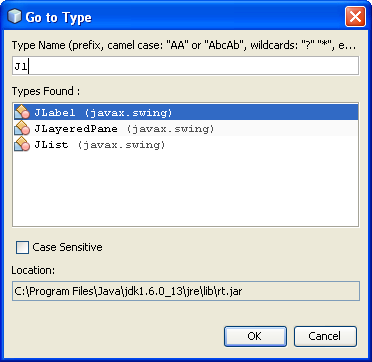 Go to Type
Type Name (prefix, camel case: "AA" or "AbcAb", wildcards: "?" "*", e...
Jl
Types Found :
JLabel (javax.swing)
JLayeredPane (javax.swing)
JList (javax.swing)
Case Sensitive
Location:
C:\Program Files\Java\jdk1.6.0_13\jre\lib\rt.jar
OK
Cancel